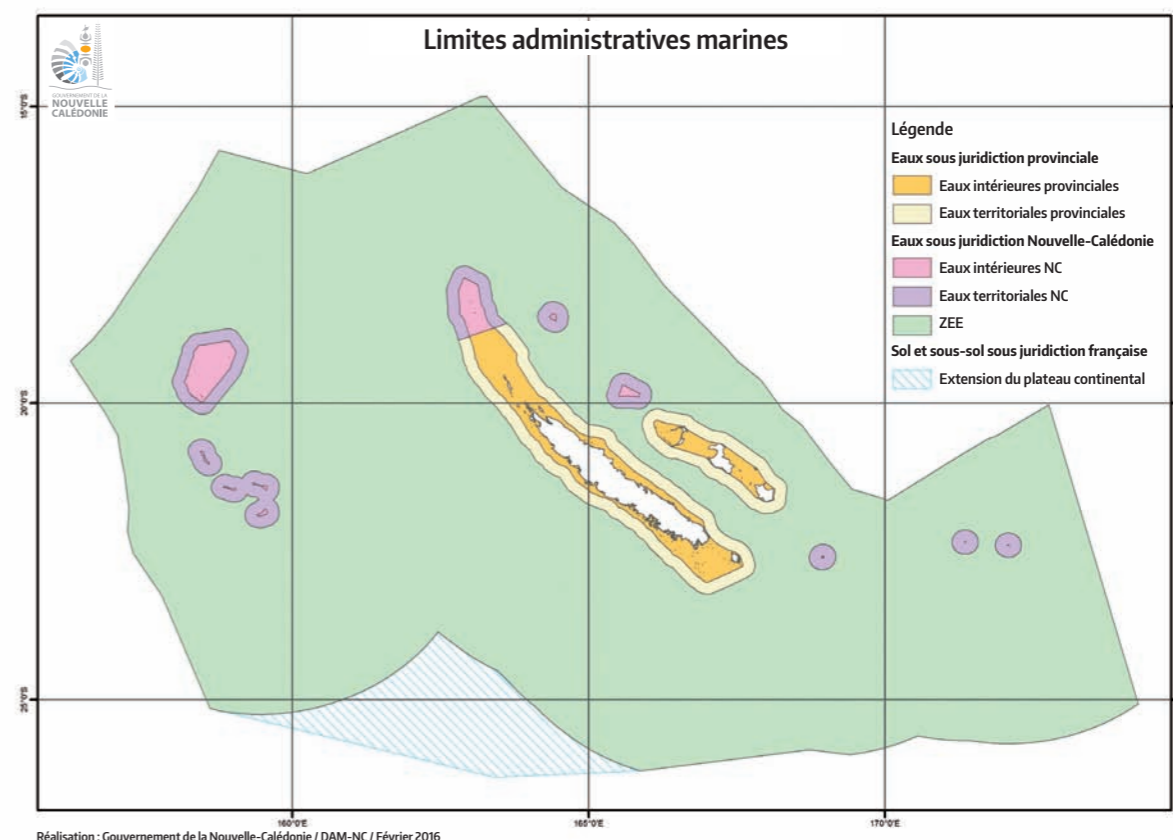 Limites administratives marines
GOUVERNEMENT DE LA
NOUVELLE
CALÉDONIE
15°0'S
20°0'S
25°0'S
Légende
Eaux sous juridiction provinciale
Eaux intérieures provinciales
Eaux territoriales provinciales
Eaux sous juridiction Nouvelle-Calédonie
Eaux intérieures NC
Eaux territoriales NC
ZEE
Sol et sous-sol sous juridiction française
Extension du plateau continental
160°0'E
165°0'E
170°0'E
Réalisation : Gouvernement de la Nouvelle-Calédonie / DAM-NC / Février 2016